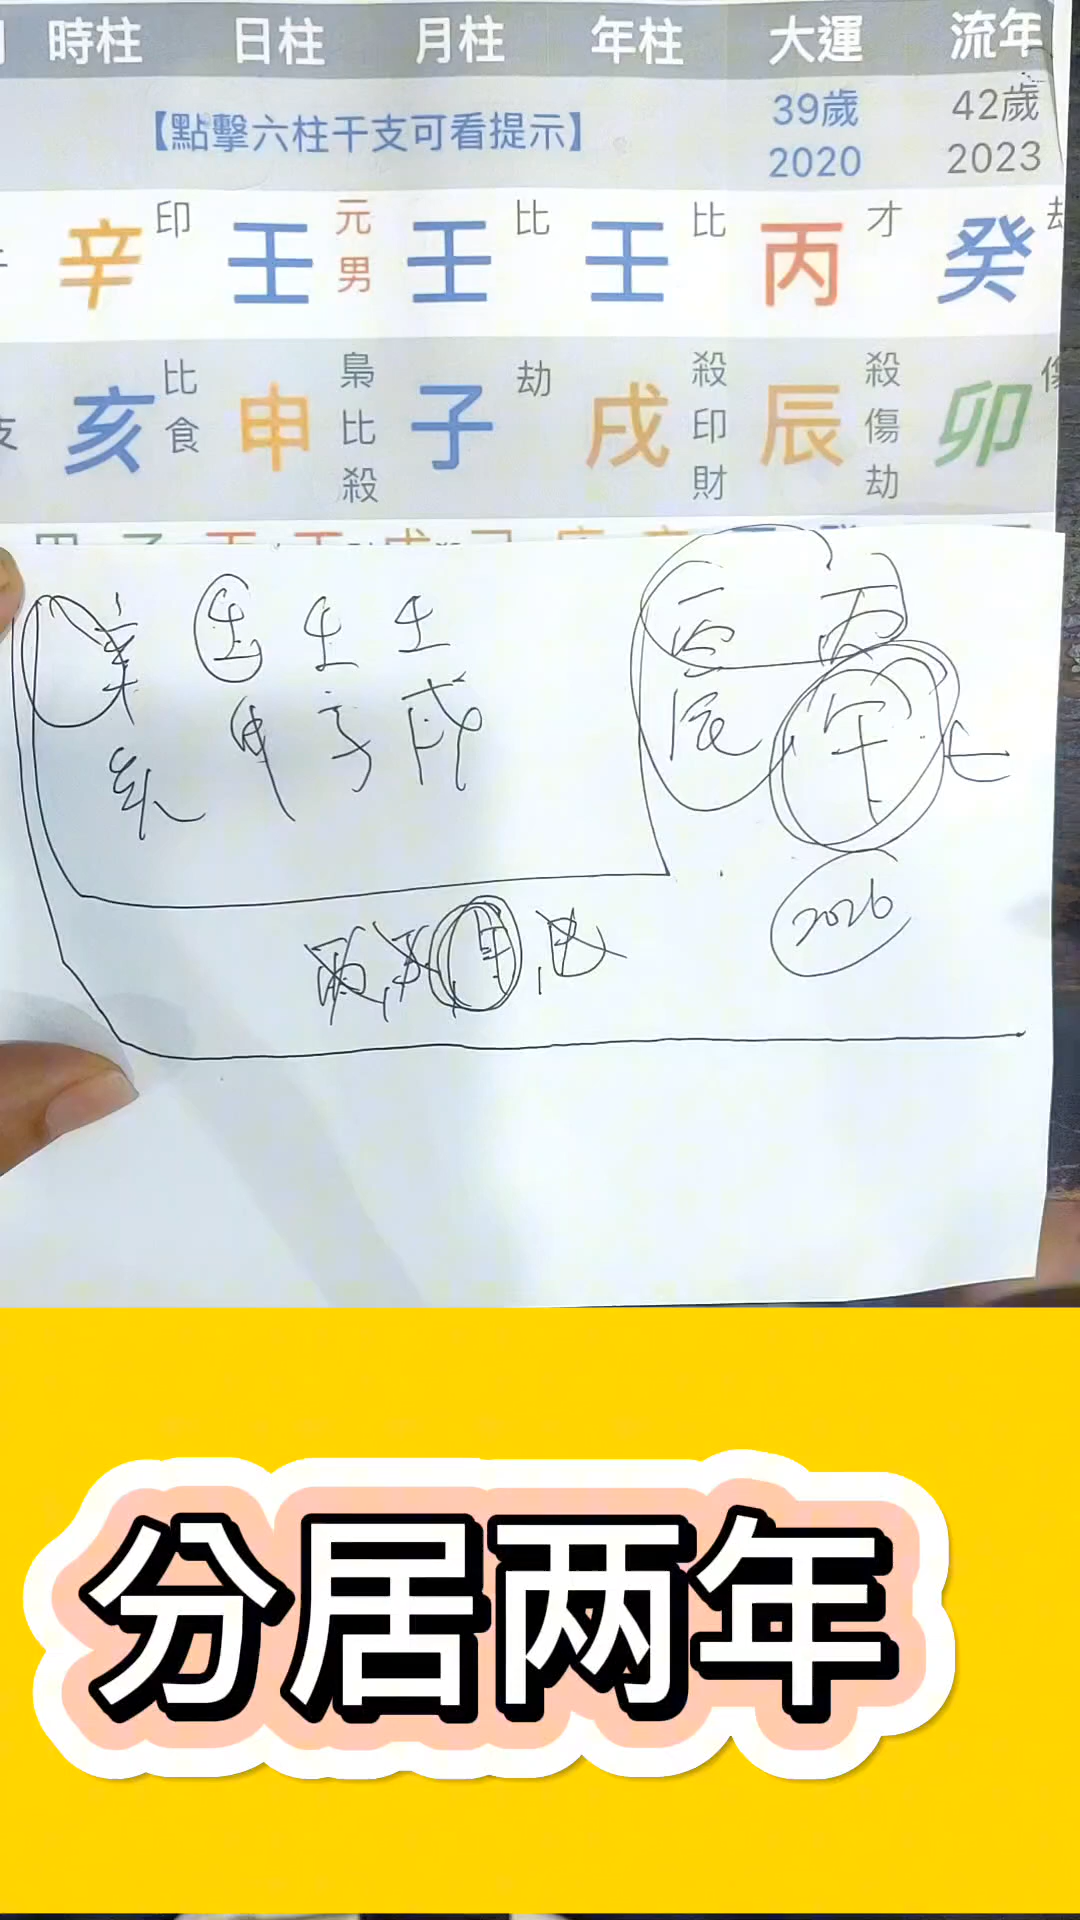 時柱 日柱 月柱 年柱 大運 流年
39歲 42歲
【點擊六柱干支可看提示】
2020 2023
辛 印 壬 元男 壬 比 壬 比 丙 才 癸 劫
亥 比食 申 梟比殺 子 劫 戌 殺印財 辰 殺傷劫 卯
辛 壬 壬 壬 丙 丙
亥 申 子 戌 辰 午
2026
分居两年